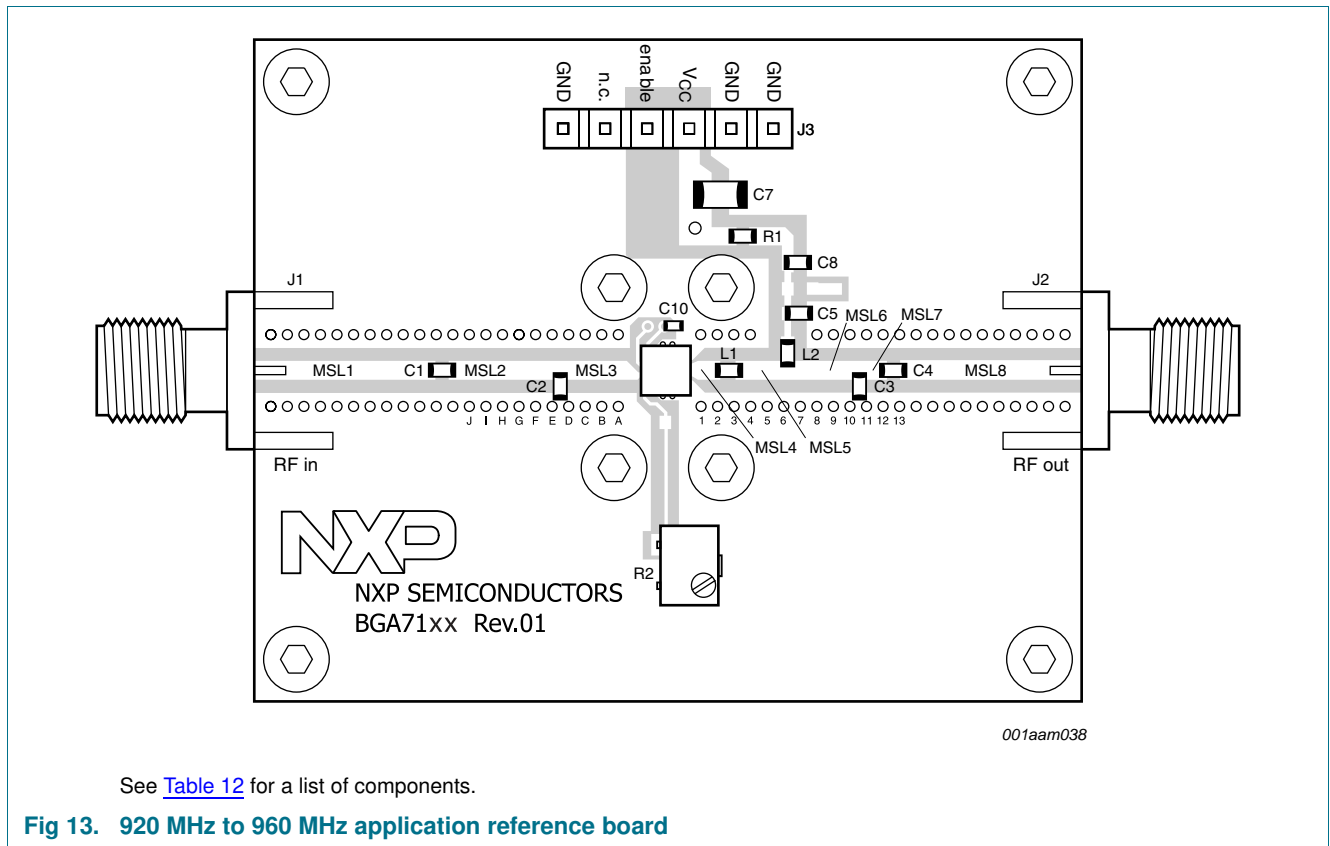 GND
n.c.
enable
VCC
GND
GND
J3
C7
R1
C8
J1
J2
C10
C5
MSL6
MSL7
L1
L2
MSL1
C1
MSL2
MSL3
C2
C3
C4
MSL8
J I H G F E D C B A
1 2 3 4 5 6 7 8 9 10 11 12 13
MSL4
MSL5
RF in
RF out
NXP
R2
NXP SEMICONDUCTORS
BGA71xx Rev.01
001aam038
See Table 12 for a list of components.
Fig 13. 920 MHz to 960 MHz application reference board